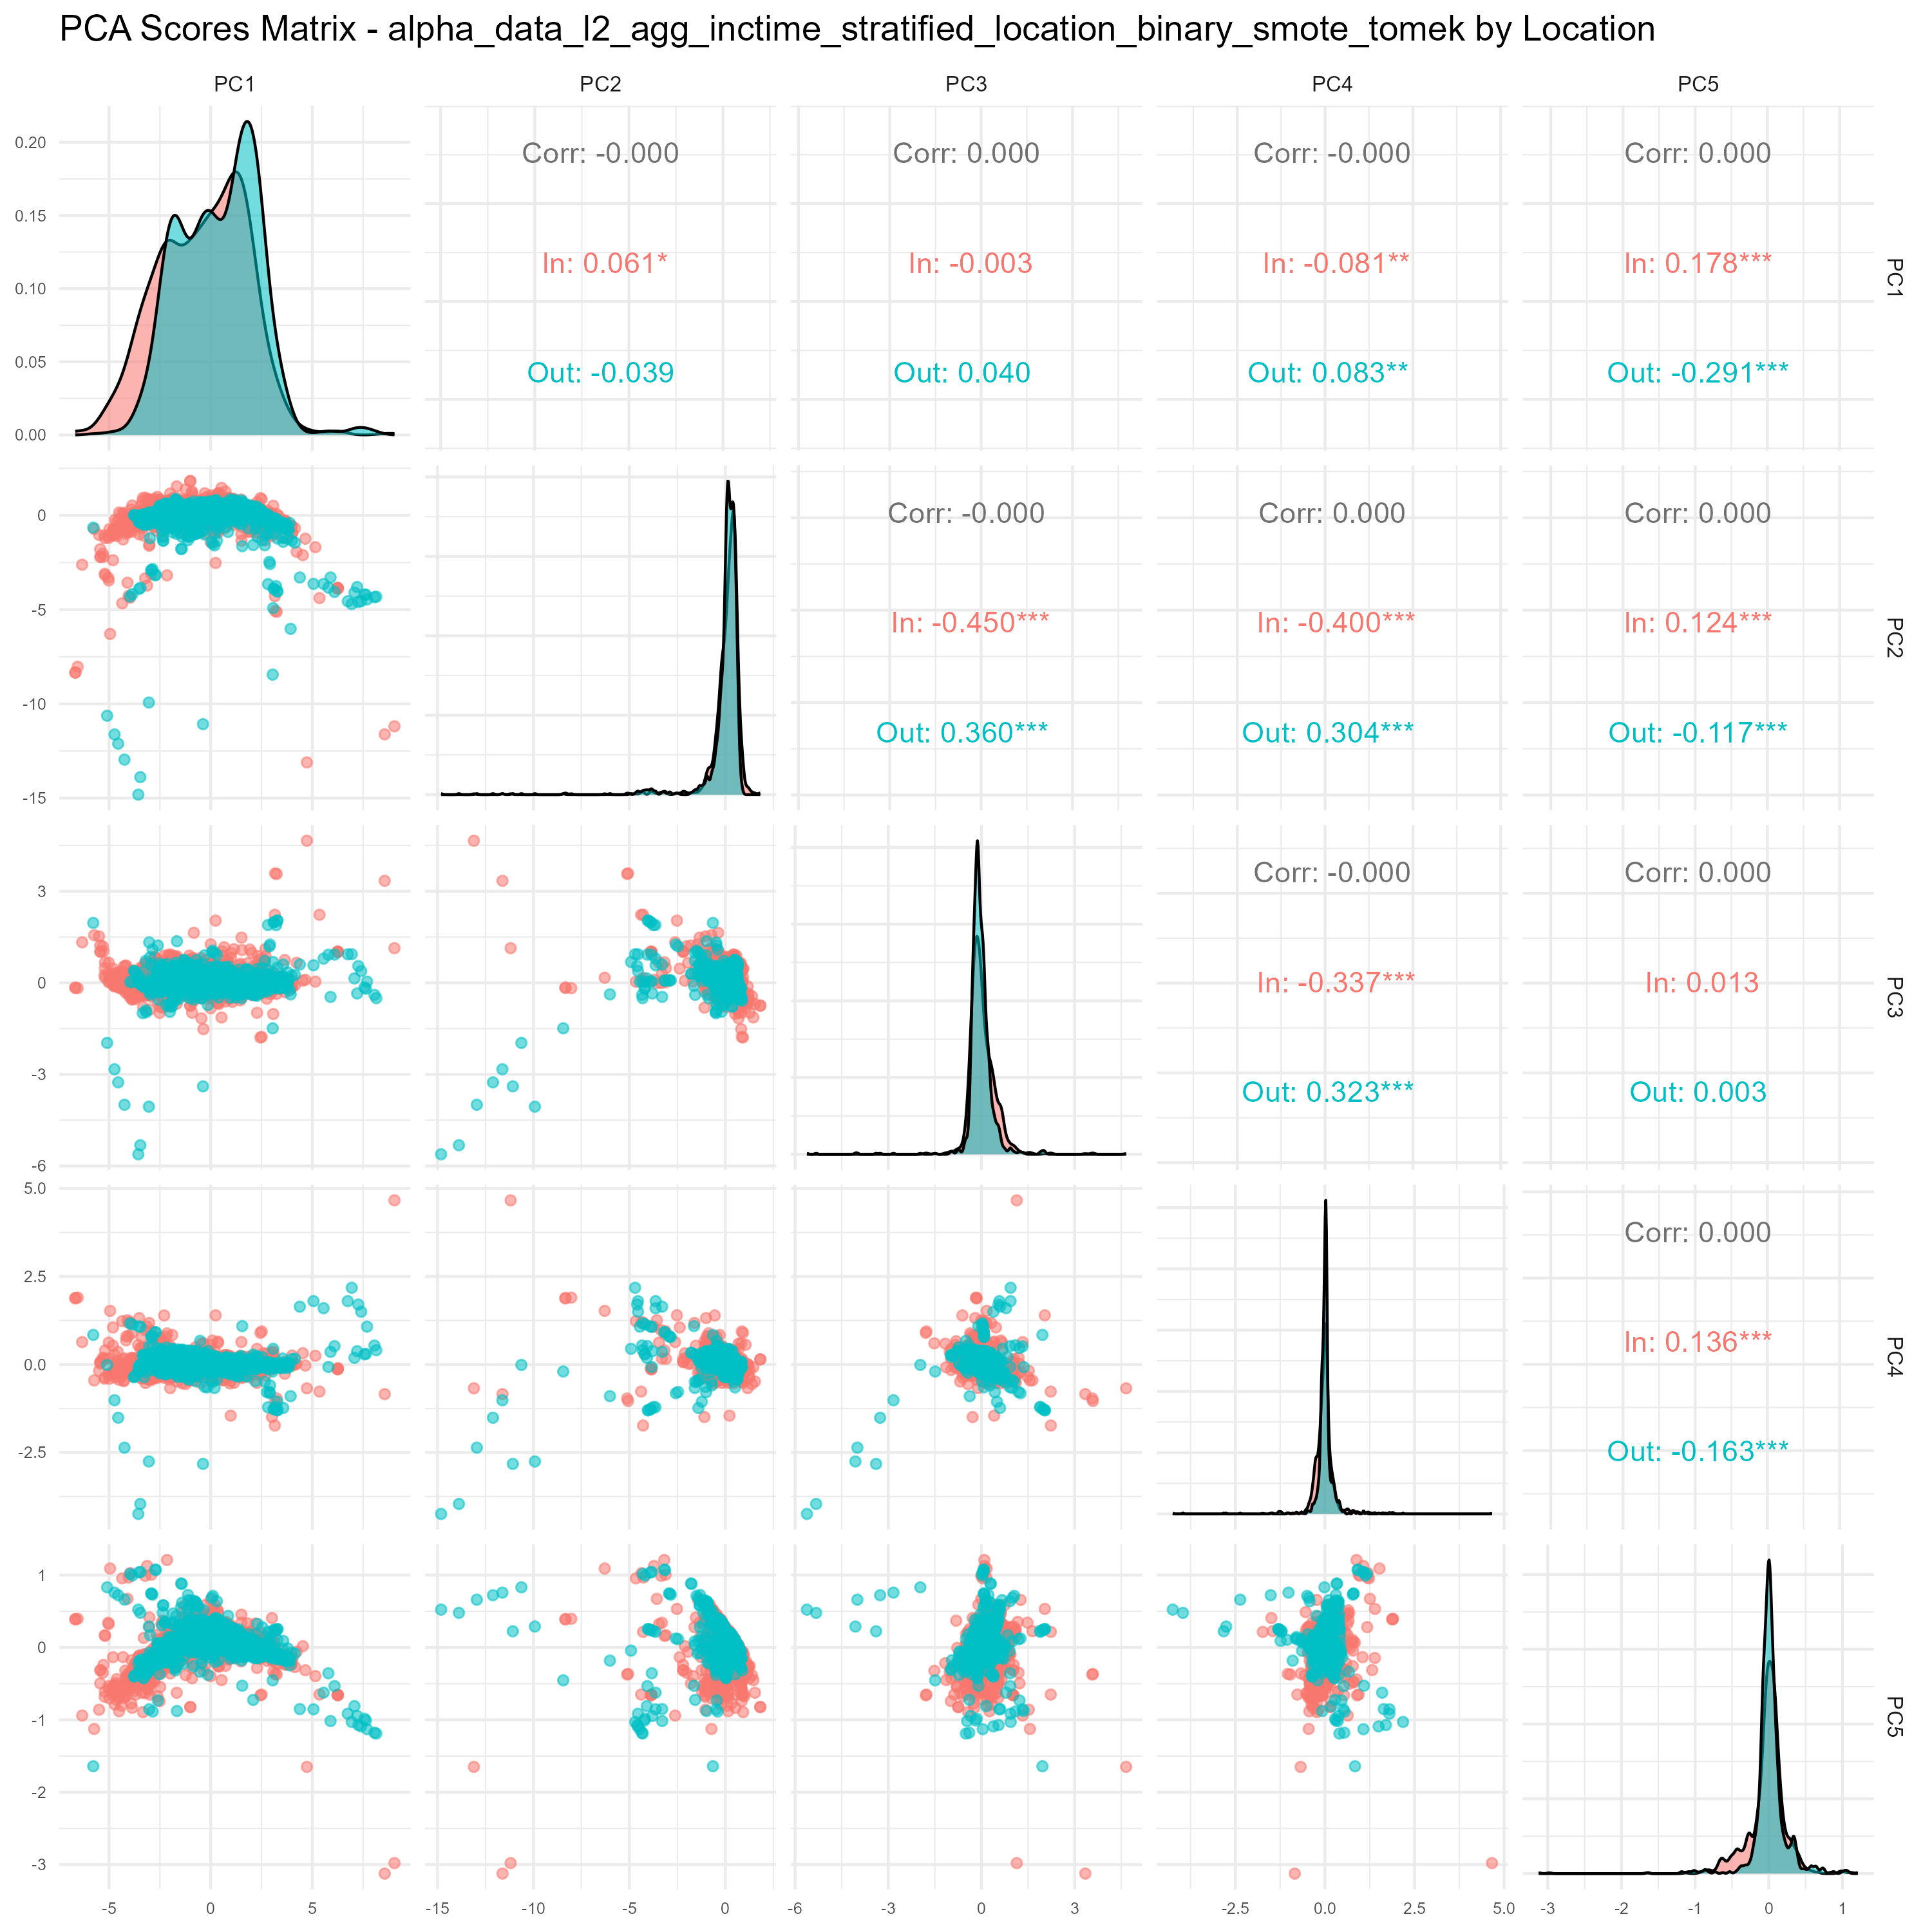 PCA Scores Matrix - alpha_data_l2_agg_inctime_stratified_location_binary_smote_tomek by Location
PC1 PC2 PC3 PC4 PC5
0.20
0.15
0.10
0.05
0.00
Corr: -0.000
In: 0.061*
Out: -0.039
Corr: 0.000
In: -0.003
Out: 0.040
Corr: -0.000
In: -0.081**
Out: 0.083**
Corr: 0.000
In: 0.178***
Out: -0.291***
PC1
0
-5
-10
-15
Corr: -0.000
In: -0.450***
Out: 0.360***
Corr: 0.000
In: -0.400***
Out: 0.304***
Corr: 0.000
In: 0.124***
Out: -0.117***
PC2
3
0
-3
-6
Corr: -0.000
In: -0.337***
Out: 0.323***
Corr: 0.000
In: 0.013
Out: 0.003
PC3
5.0
2.5
0.0
-2.5
Corr: 0.000
In: 0.136***
Out: -0.163***
PC4
1
0
-1
-2
-3
PC5
-5 0 5
-15 -10 -5 0
-6 -3 0 3
-2.5 0.0 2.5 5.0
-3 -2 -1 0 1